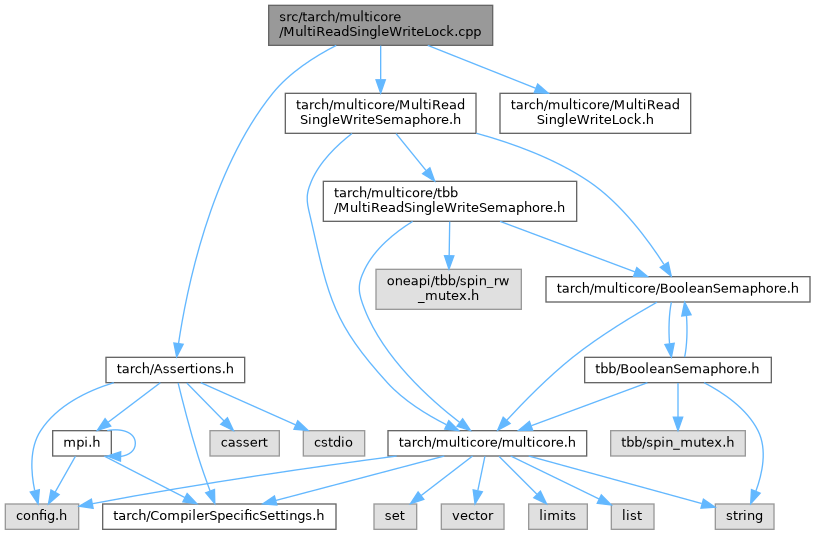 src/tarch/multicore
/MultiReadSingleWriteLock.cpp
tarch/multicore/MultiRead
SingleWriteSemaphore.h
tarch/multicore/MultiRead
SingleWriteLock.h
tarch/multicore/tbb
/MultiReadSingleWriteSemaphore.h
oneapi/tbb/spin_rw
_mutex.h
tarch/multicore/BooleanSemaphore.h
tarch/Assertions.h
tbb/BooleanSemaphore.h
mpi.h
cassert
cstdio
tarch/multicore/multicore.h
tbb/spin_mutex.h
config.h
tarch/CompilerSpecificSettings.h
set
vector
limits
list
string